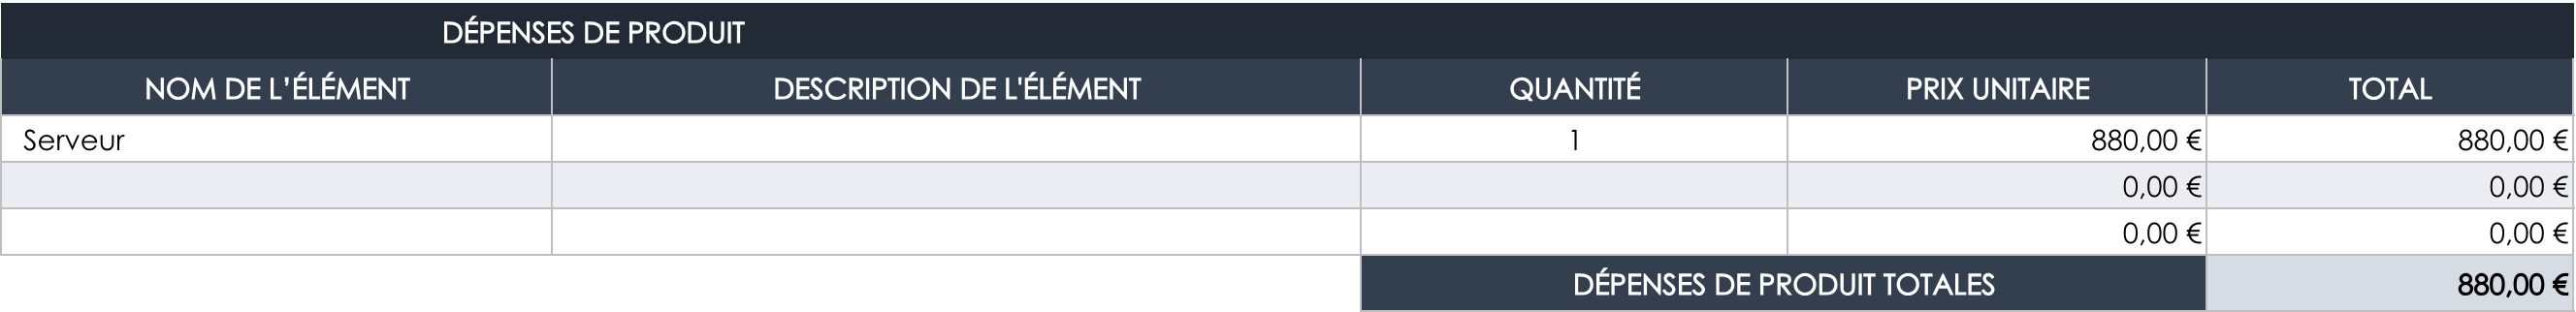 DÉPENSES DE PRODUIT
NOM DE L’ÉLÉMENT DESCRIPTION DE L'ÉLÉMENT QUANTITÉ PRIX UNITAIRE TOTAL
Serveur 1 880,00 € 880,00 €
0,00 € 0,00 €
0,00 € 0,00 €
DÉPENSES DE PRODUIT TOTALES 880,00 €